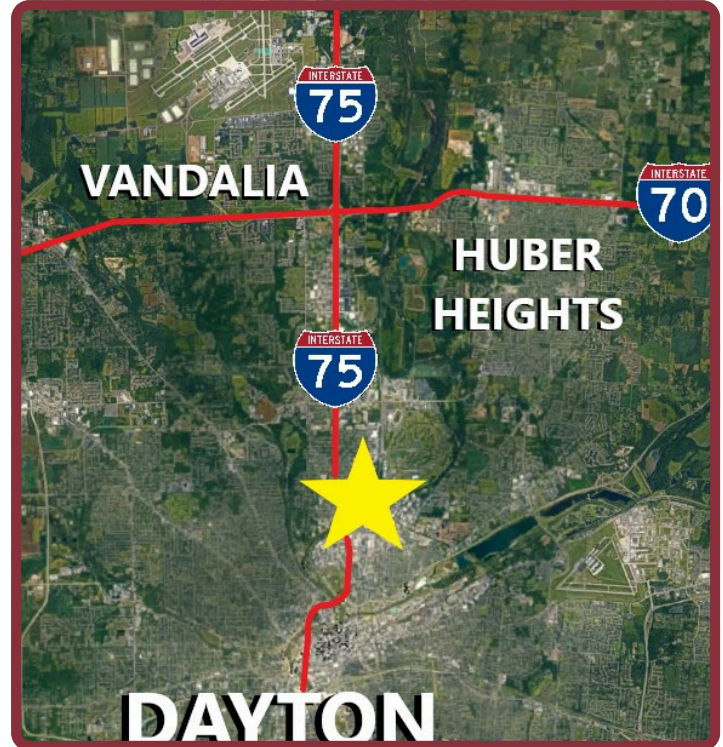 INTERSTATE
75
VANDALIA
INTERSTATE
70
HUBER
HEIGHTS
INTERSTATE
75
DAYTON